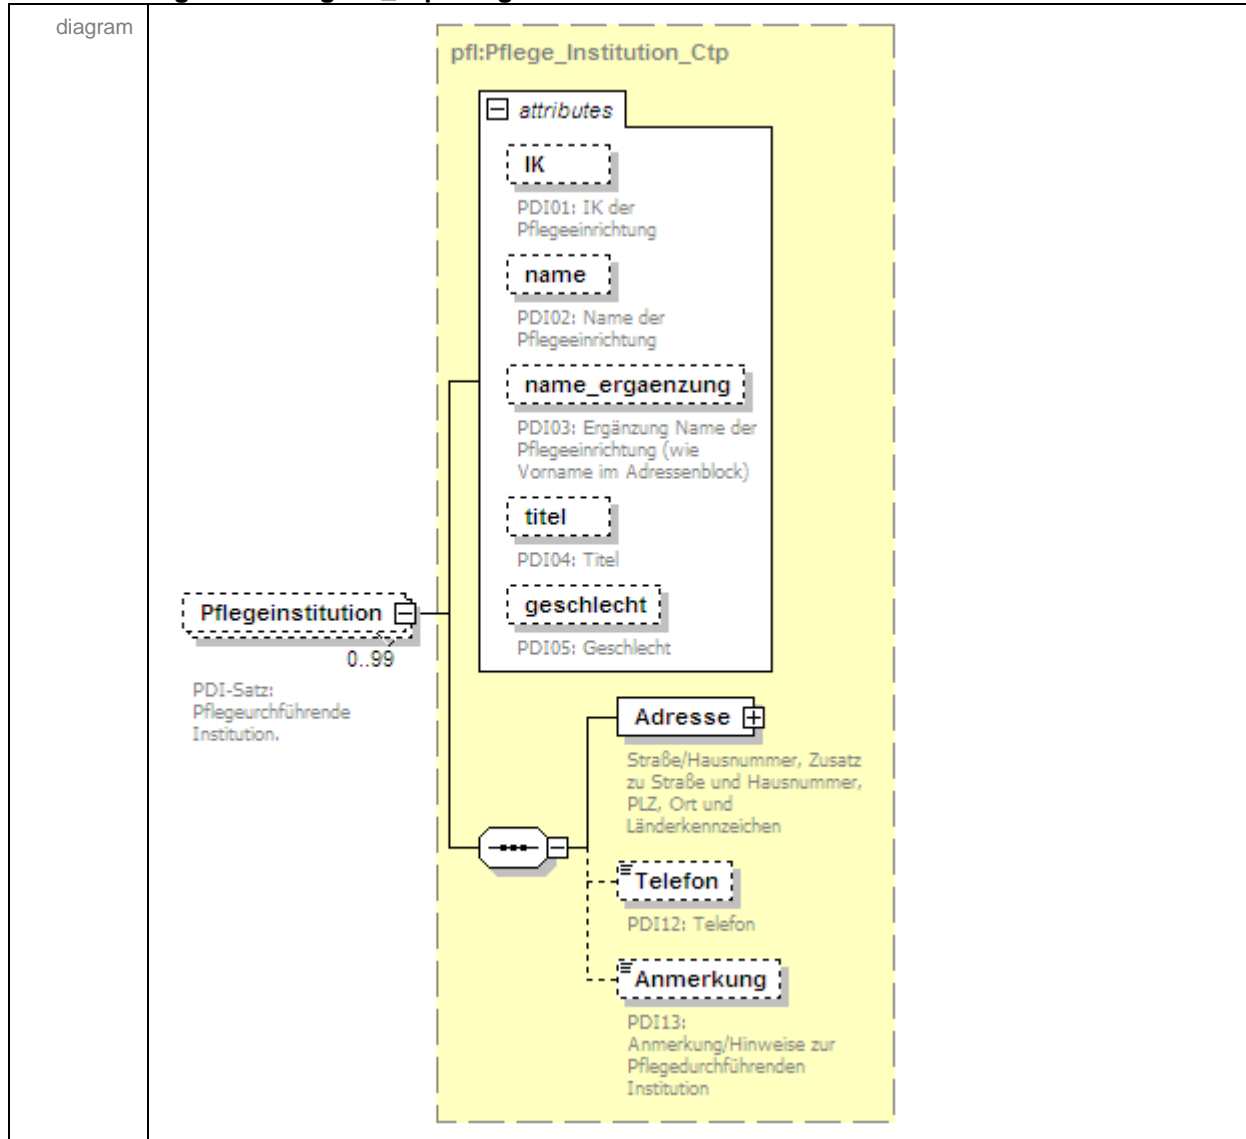 diagram
pfl:Pflege_Institution_Ctp
attributes
IK
PDI01: IK der
Pflegeeinrichtung
name
PDI02: Name der
Pflegeeinrichtung
name_ergaenzung
PDI03: Ergänzung Name der
Pflegeeinrichtung (wie
Vorname im Adressenblock)
titel
PDI04: Titel
geschlecht
PDI05: Geschlecht
Pflegeinstitution
0..99
PDI-Satz:
Pflegeurchführende
Institution.
Adresse
Straße/Hausnummer, Zusatz
zu Straße und Hausnummer,
PLZ, Ort und
Länderkennzeichen
Telefon
PDI12: Telefon
Anmerkung
PDI13:
Anmerkung/Hinweise zur
Pflegedurchführenden
Institution